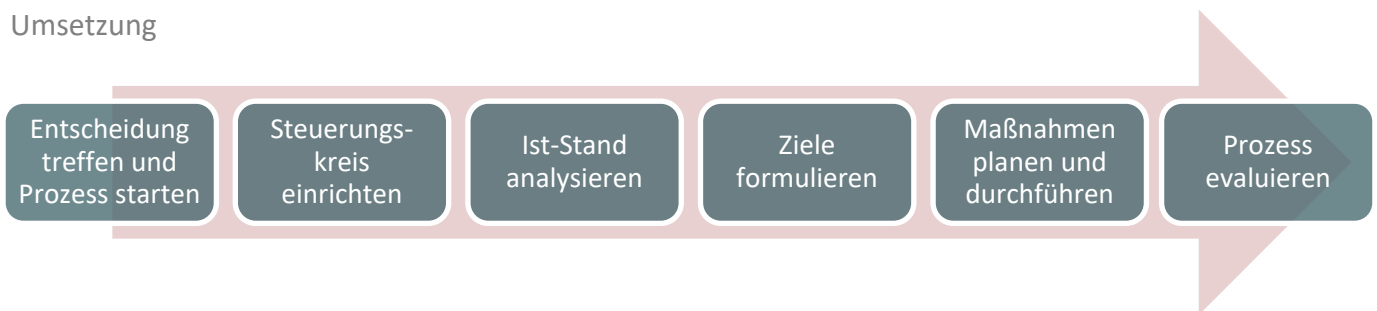 Umsetzung
Entscheidung
treffen und
Prozess starten
Steuerungs-
kreis
einrichten
Ist-Stand
analysieren
Ziele
formulieren
Maßnahmen
planen und
durchführen
Prozess
evaluieren